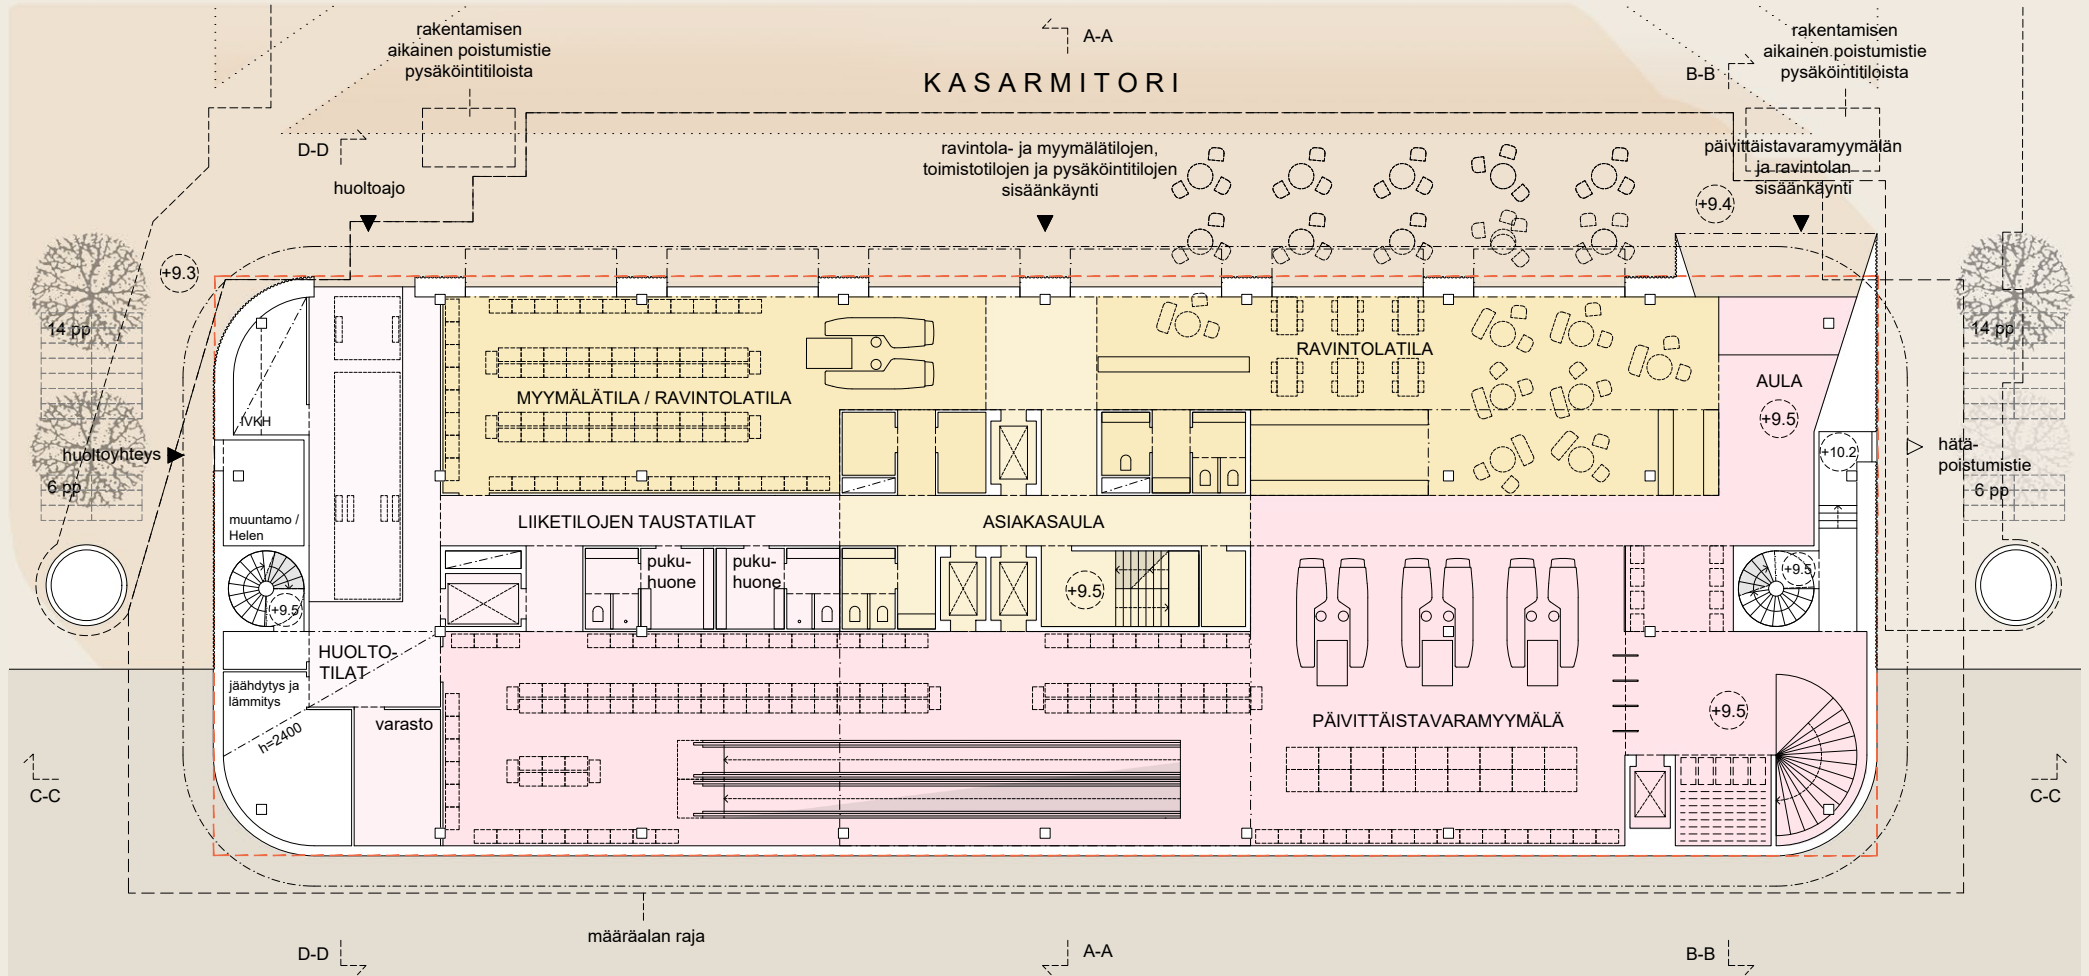 rakentamisen
aikainen poistumistie
pysäköintitiloista
A-A
KASARMITORI
B-B
rakentamisen
aikainen poistumistie
pysäköintitiloista
D-D
huoltoajo
ravintola- ja myymälätilojen,
toimistotilojen ja pysäköintitilojen
sisäänkäynti
päivittäistavaramyymälän
ja ravintolan
sisäänkäynti
+9.4
+9.3
14 pp
14 pp
RAVINTOLATILA
MYYMÄLÄTILA / RAVINTOLATILA
AULA
+9.5
IVKH
huoltoyhteys
+10.2
hätä-
poistumistie
6 pp
6 pp
muuntamo /
Helen
LIIKETILOJEN TAUSTATILAT
ASIAKASAULA
puku-
huone
puku-
huone
+9.5
+9.5
+9.5
HUOLTO-
TILAT
jäähdytys ja
lämmitys
h=2400
varasto
PÄIVITTÄISTAVARAMYYMÄLÄ
+9.5
C-C
C-C
määräalan raja
D-D
A-A
B-B